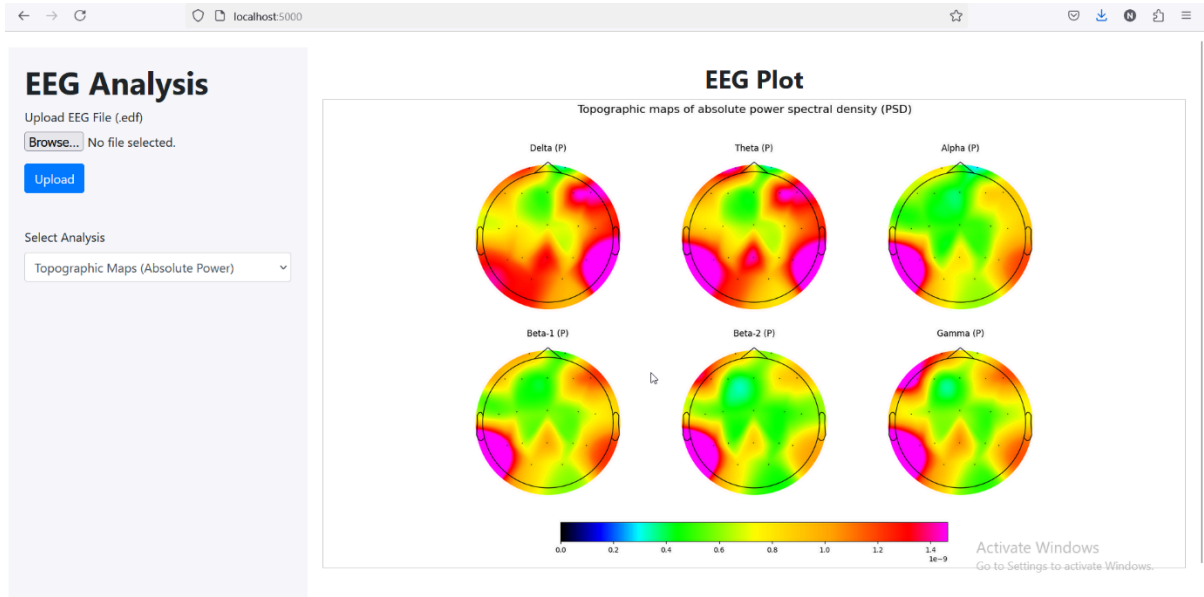 localhost:5000
N
EEG Analysis
Upload EEG File (.edf)
Browse... No file selected.
Upload
Select Analysis
Topographic Maps (Absolute Power)
EEG Plot
Topographic maps of absolute power spectral density (PSD)
Delta (P) Theta (P) Alpha (P)
Beta-1 (P) Beta-2 (P) Gamma (P)
0.0 0.2 0.4 0.6 0.8 1.0 1.2 1.4
1e-9
Activate Windows
Go to Settings to activate Windows.